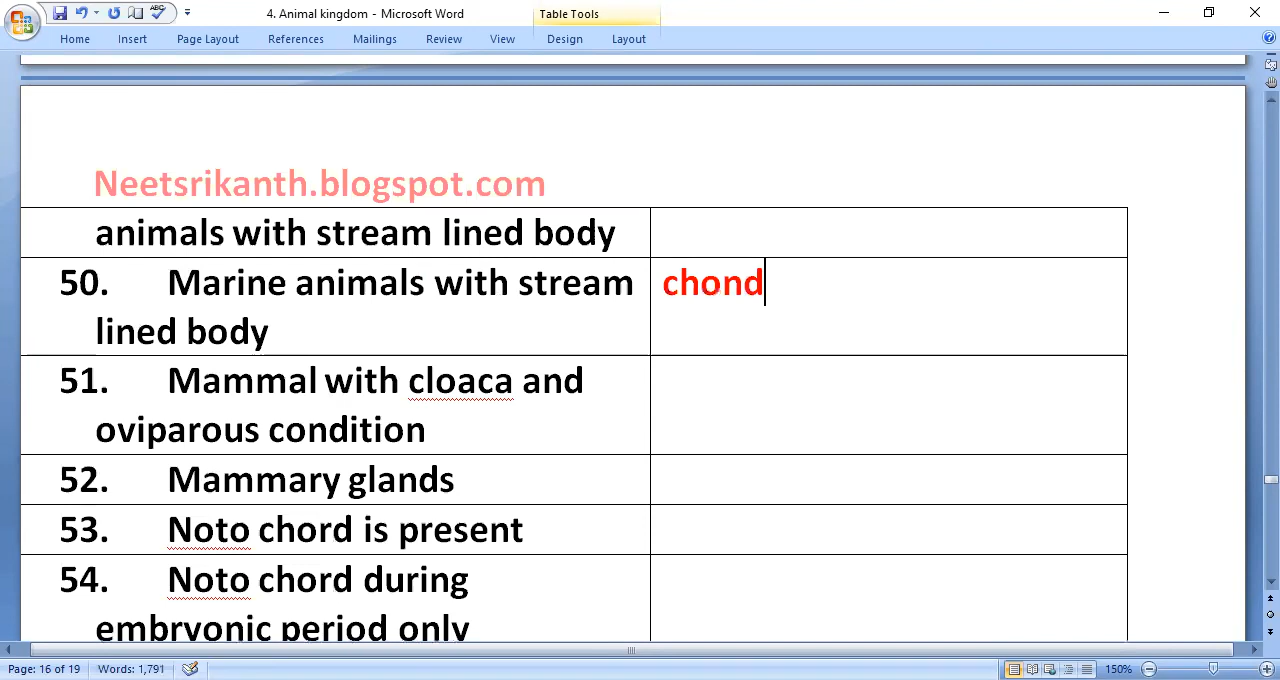 4. Animal kingdom - Microsoft Word
Table Tools
Home Insert Page Layout References Mailings Review View Design Layout
Neetsrikanth.blogspot.com
animals with stream lined body
50. Marine animals with stream
lined body
chond
51. Mammal with cloaca and
oviparous condition
52. Mammary glands
53. Noto chord is present
54. Noto chord during
embryonic period only
Page: 16 of 19 Words: 1,791 150%